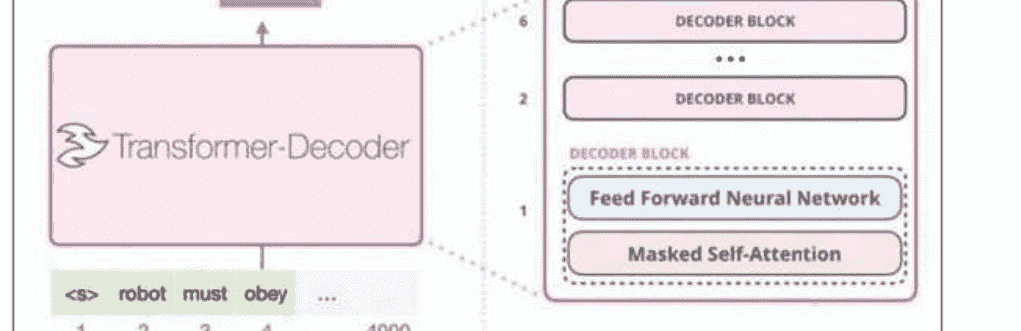 Transformer-Decoder
<s> robot must obey ...
1 2 3 4 4000
6 DECODER BLOCK
...
2 DECODER BLOCK
DECODER BLOCK
1
Feed Forward Neural Network
Masked Self-Attention